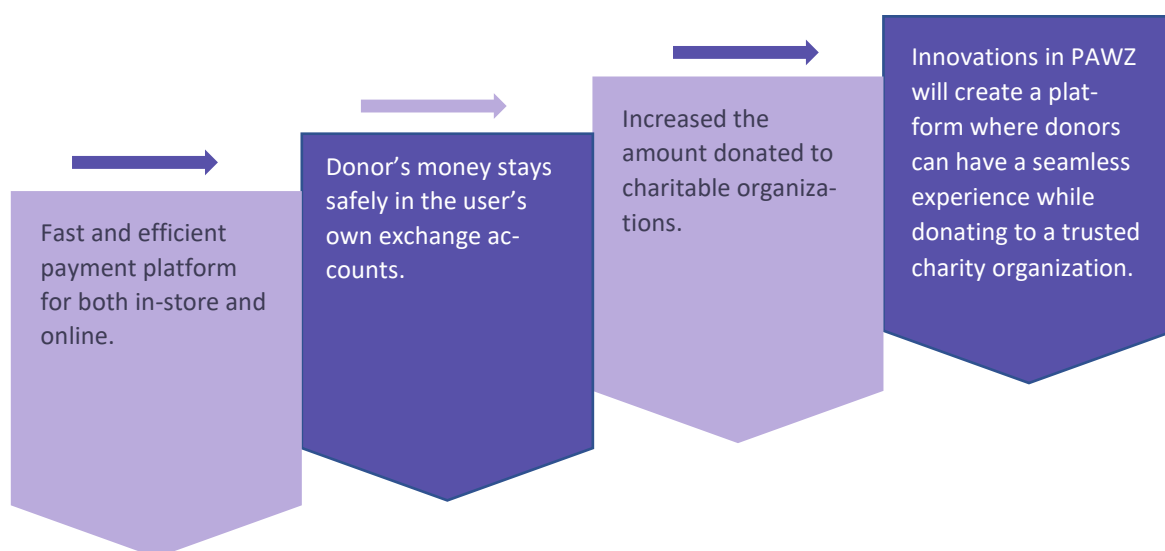 Fast and efficient
payment platform
for both in-store and
online.
Donor's money stays
safely in the user's
own exchange ac-
counts.
Increased the
amount donated to
charitable organiza-
tions.
Innovations in PAWZ
will create a plat-
form where donors
can have a seamless
experience while
donating to a trusted
charity organization.